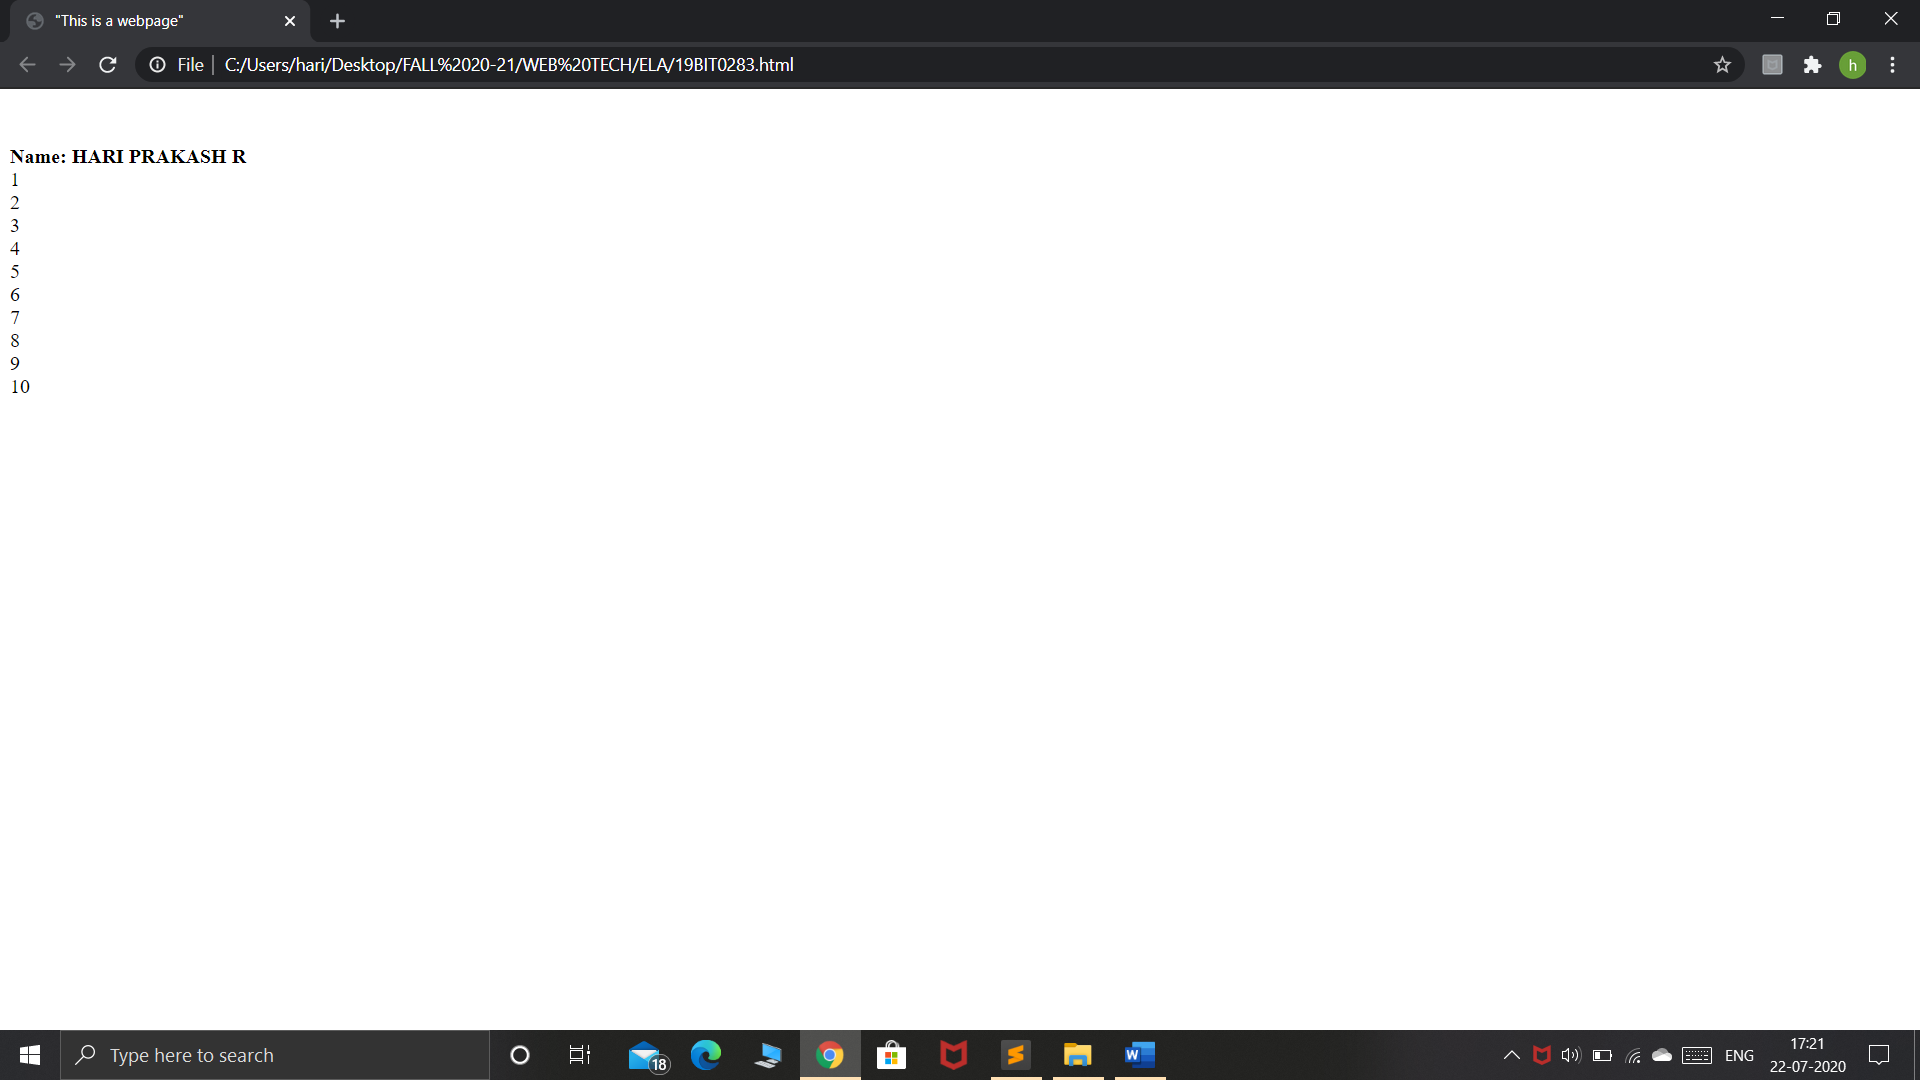 "This is a webpage"
File C:/Users/hari/Desktop/FALL%2020-21/WEB%20TECH/ELA/19BIT0283.html
h
Name: HARI PRAKASH R
1
2
3
4
5
6
7
8
9
10
Type here to search
18
W
ENG
17:21
22-07-2020